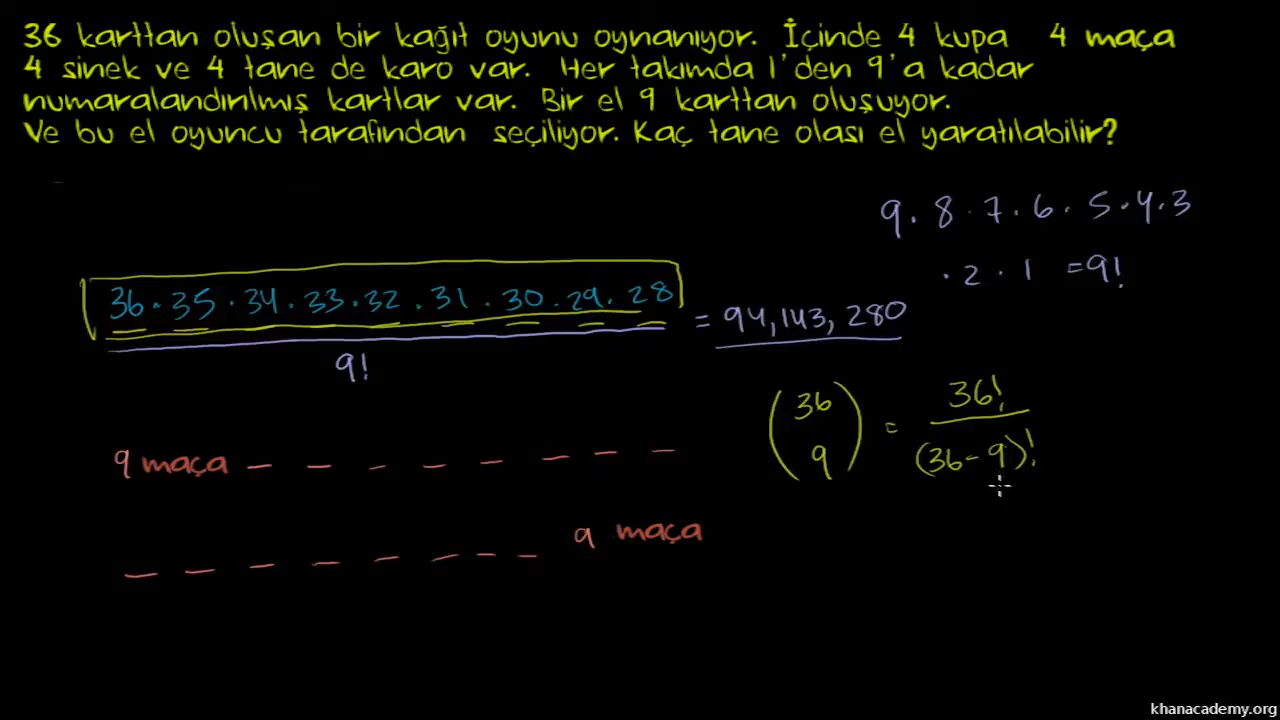 36 karttan oluşan bir kağıt oyunu oynanıyor. İçinde 4 kupa 4 maça
4 sinek ve 4 tane de karo var. Her takımda 1'den 9'a kadar
numaralandırılmış kartlar var. Bir el 9 karttan oluşuyor.
Ve bu el oyuncu tarafından seçiliyor. Kaç tane olası el yaratılabilir?
9 . 8 . 7 . 6 . 5 . 4 . 3
. 2 . 1 = 9!
36 . 35 . 34 . 33 . 32 . 31 . 30 . 29 . 28
= 94,143,280
9!
(36 9) = 36! / (36 - 9)!
9 maça
9 maça
khanacademy.org